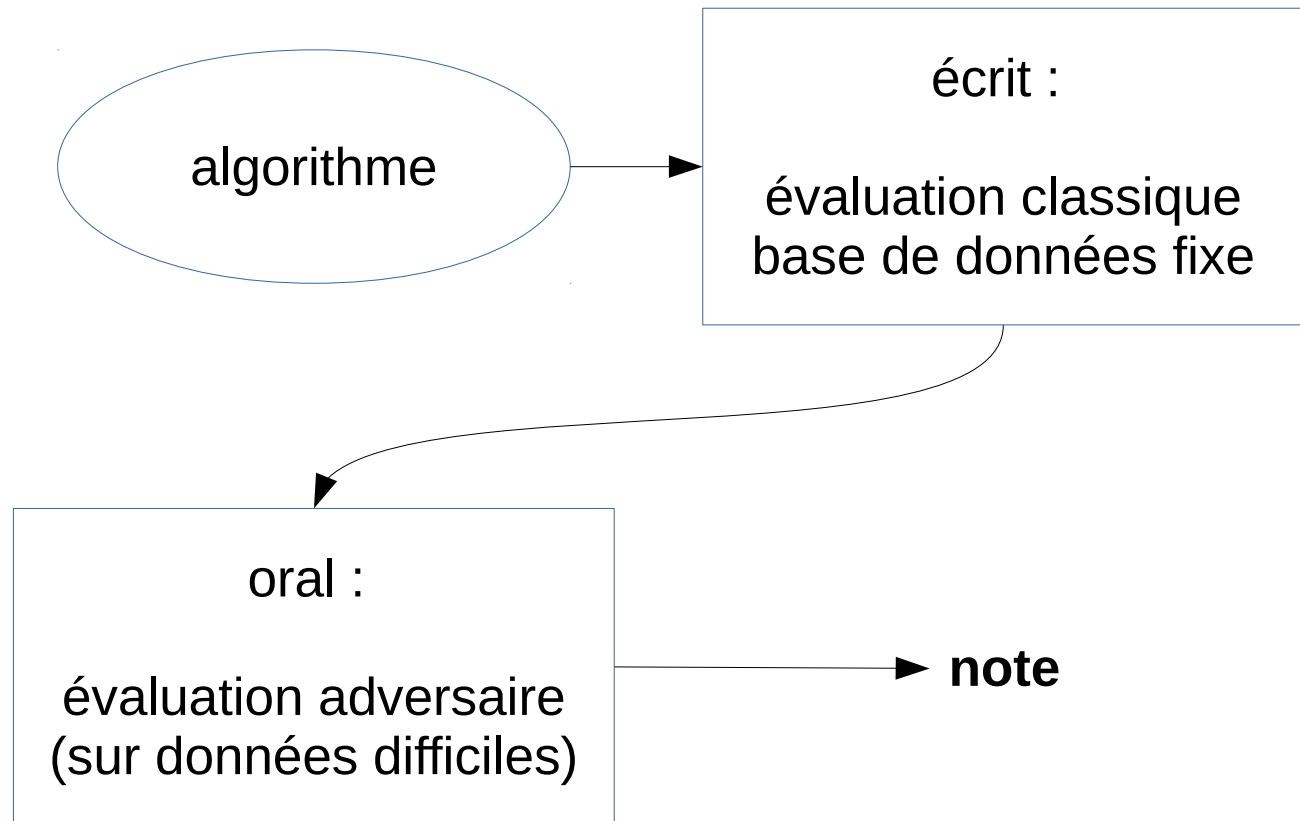 algorithme
écrit :
évaluation classique
base de données fixe
oral :
évaluation adversaire
(sur données difficiles)
note